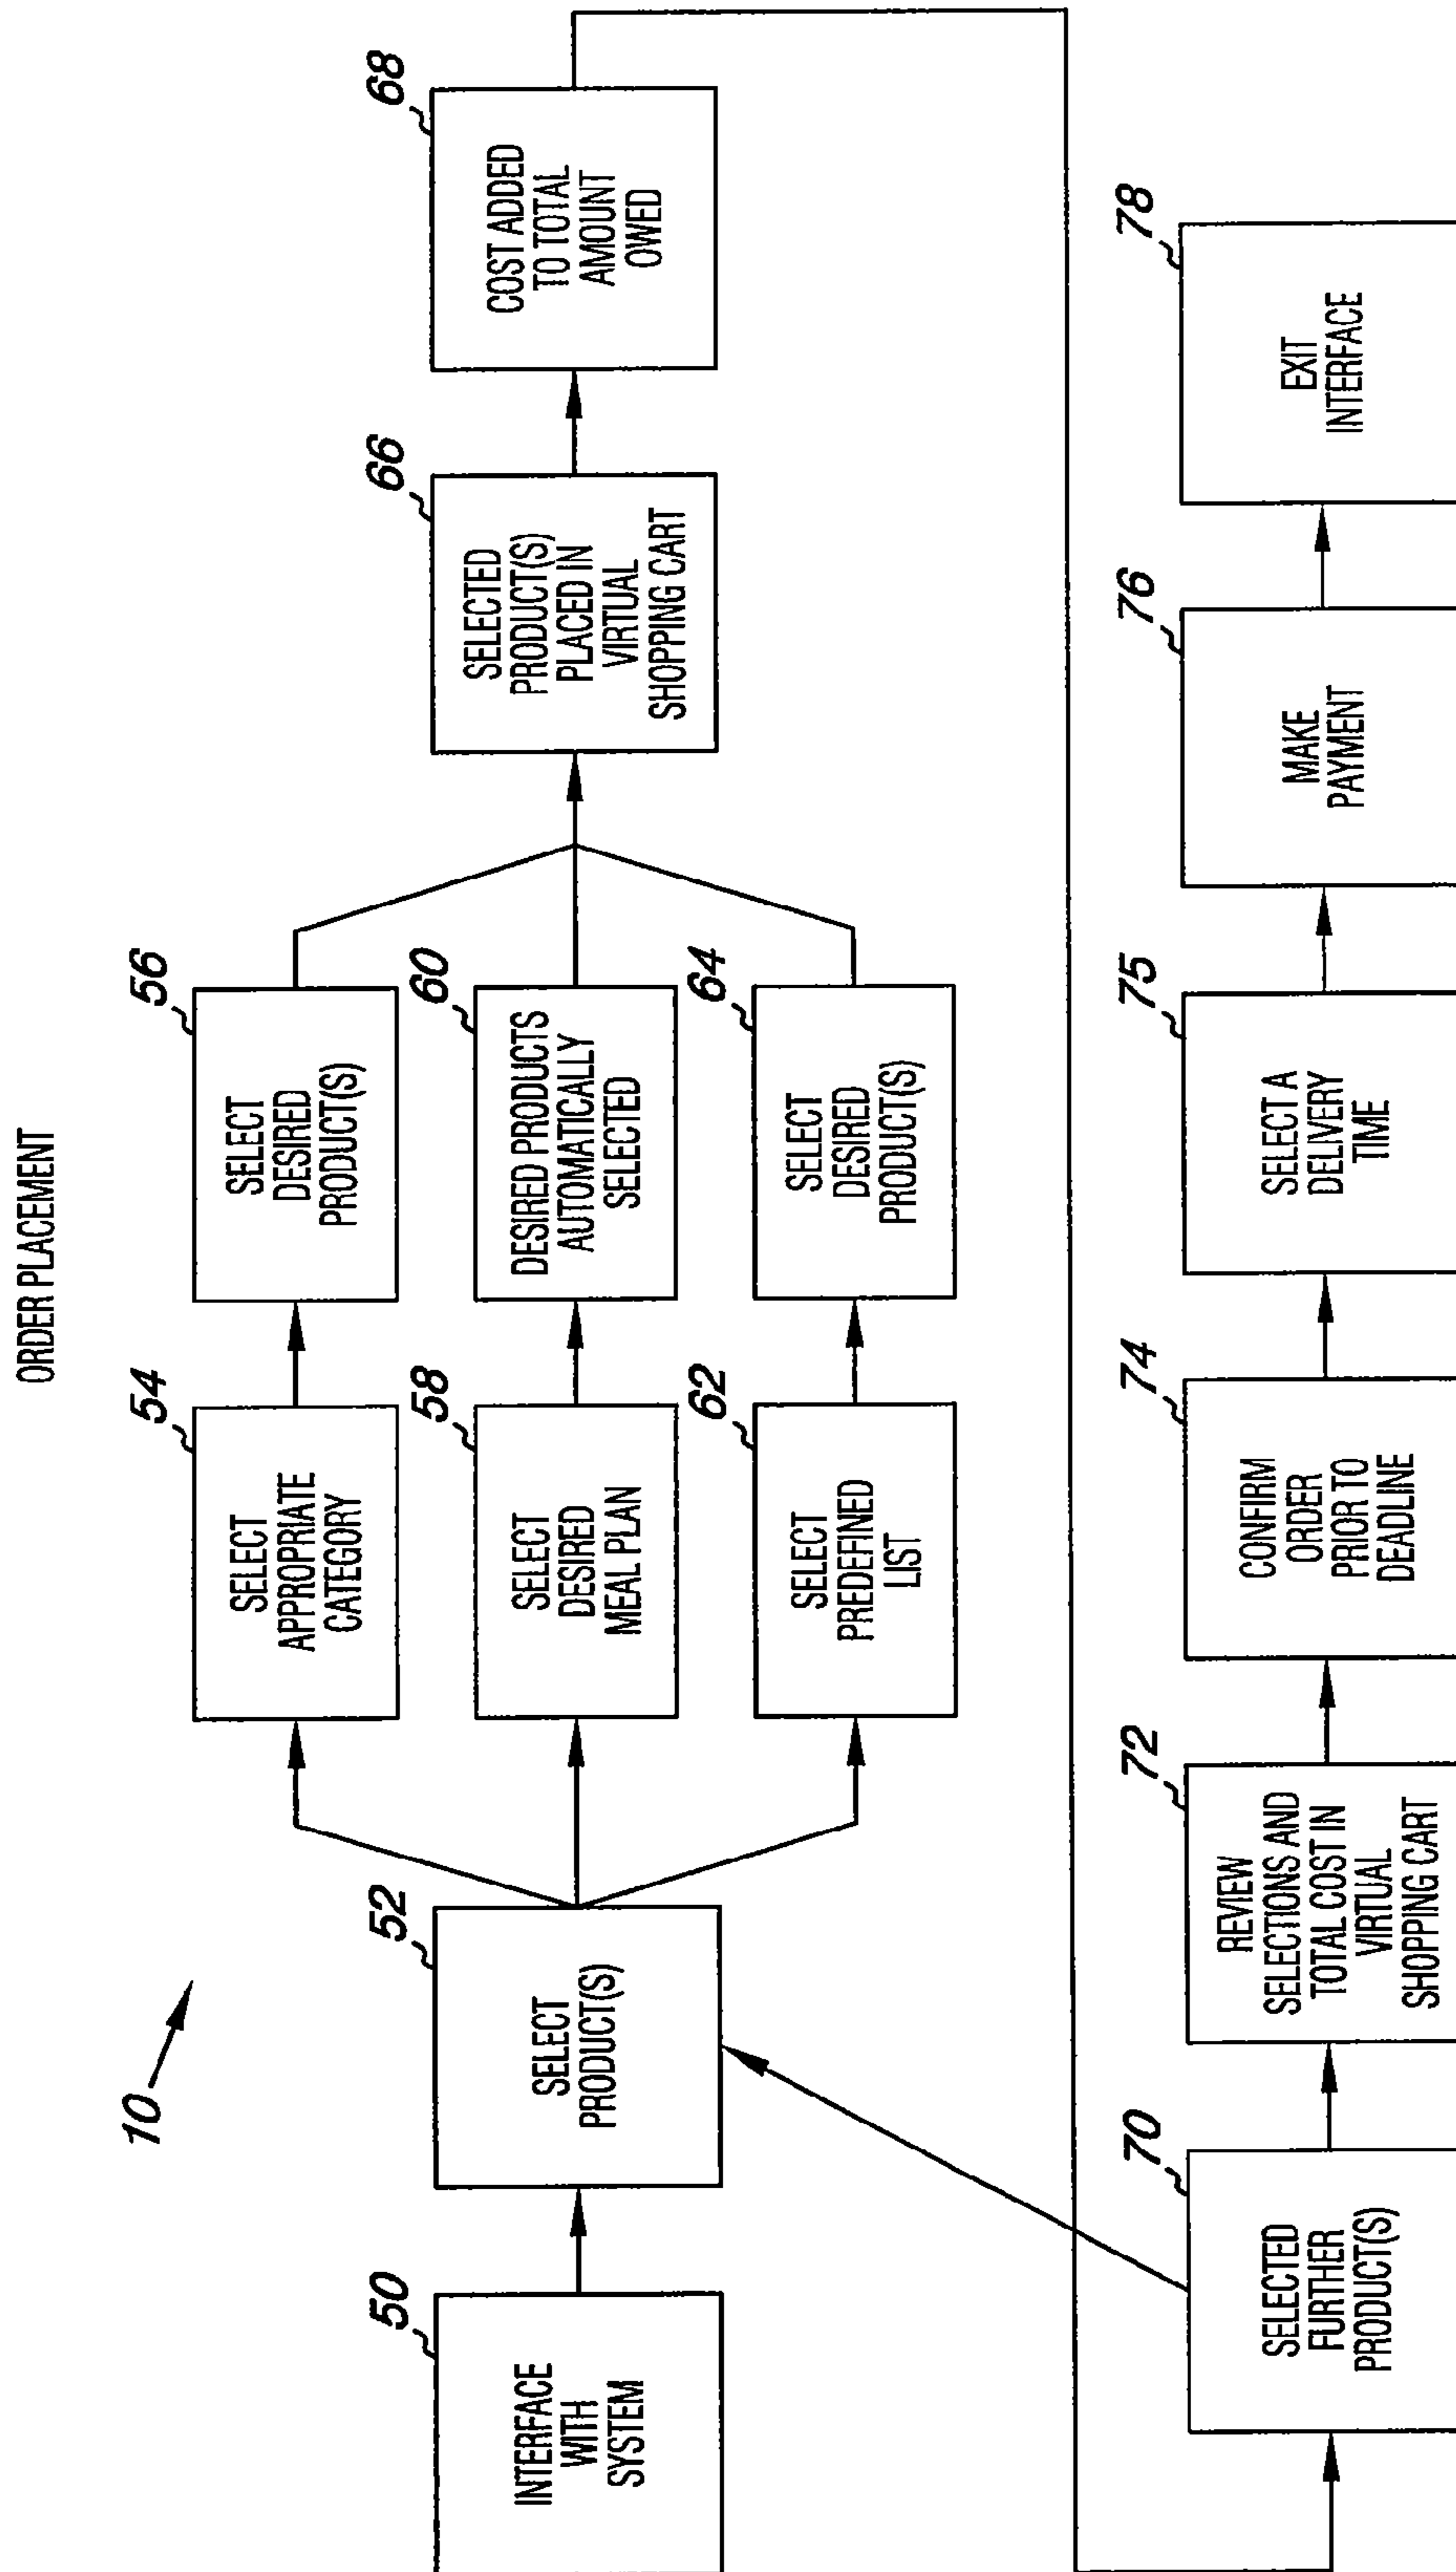 ORDER PLACEMENT
10
50
INTERFACE
WITH
SYSTEM
52
SELECT
PRODUCT(S)
54
SELECT
APPROPRIATE
CATEGORY
56
SELECT
DESIRED
PRODUCT(S)
58
SELECT
DESIRED
MEAL PLAN
60
DESIRED PRODUCTS
AUTOMATICALLY
SELECTED
62
SELECT
PREDEFINED
LIST
64
SELECT
DESIRED
PRODUCT(S)
66
SELECTED
PRODUCT(S)
PLACED IN
VIRTUAL
SHOPPING CART
68
COST ADDED
TO TOTAL
AMOUNT
OWED
70
SELECTED
FURTHER
PRODUCT(S)
72
REVIEW
SELECTIONS AND
TOTAL COST IN
VIRTUAL
SHOPPING CART
74
CONFIRM
ORDER
PRIOR TO
DEADLINE
75
SELECT A
DELIVERY
TIME
76
MAKE
PAYMENT
78
EXIT
INTERFACE